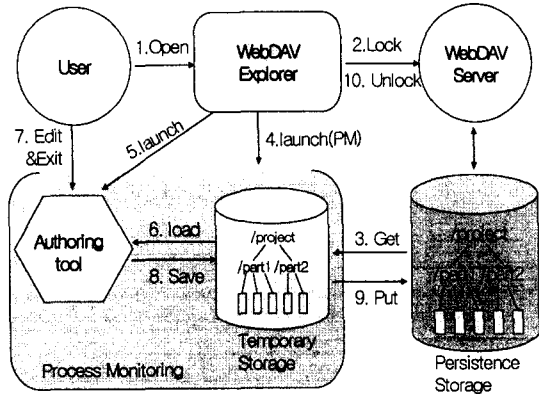 User
1.Open
WebDAV
Explorer
2.Lock
10. Unlock
WebDAV
Server
7. Edit
&Exit
5.launch
4.launch(PM)
Authoring
tool
6. load
8. Save
/project
/part1 /part2
3. Get
9. Put
/project
/part1 /part2
Temporary
Storage
Process Monitoring
Persistence
Storage